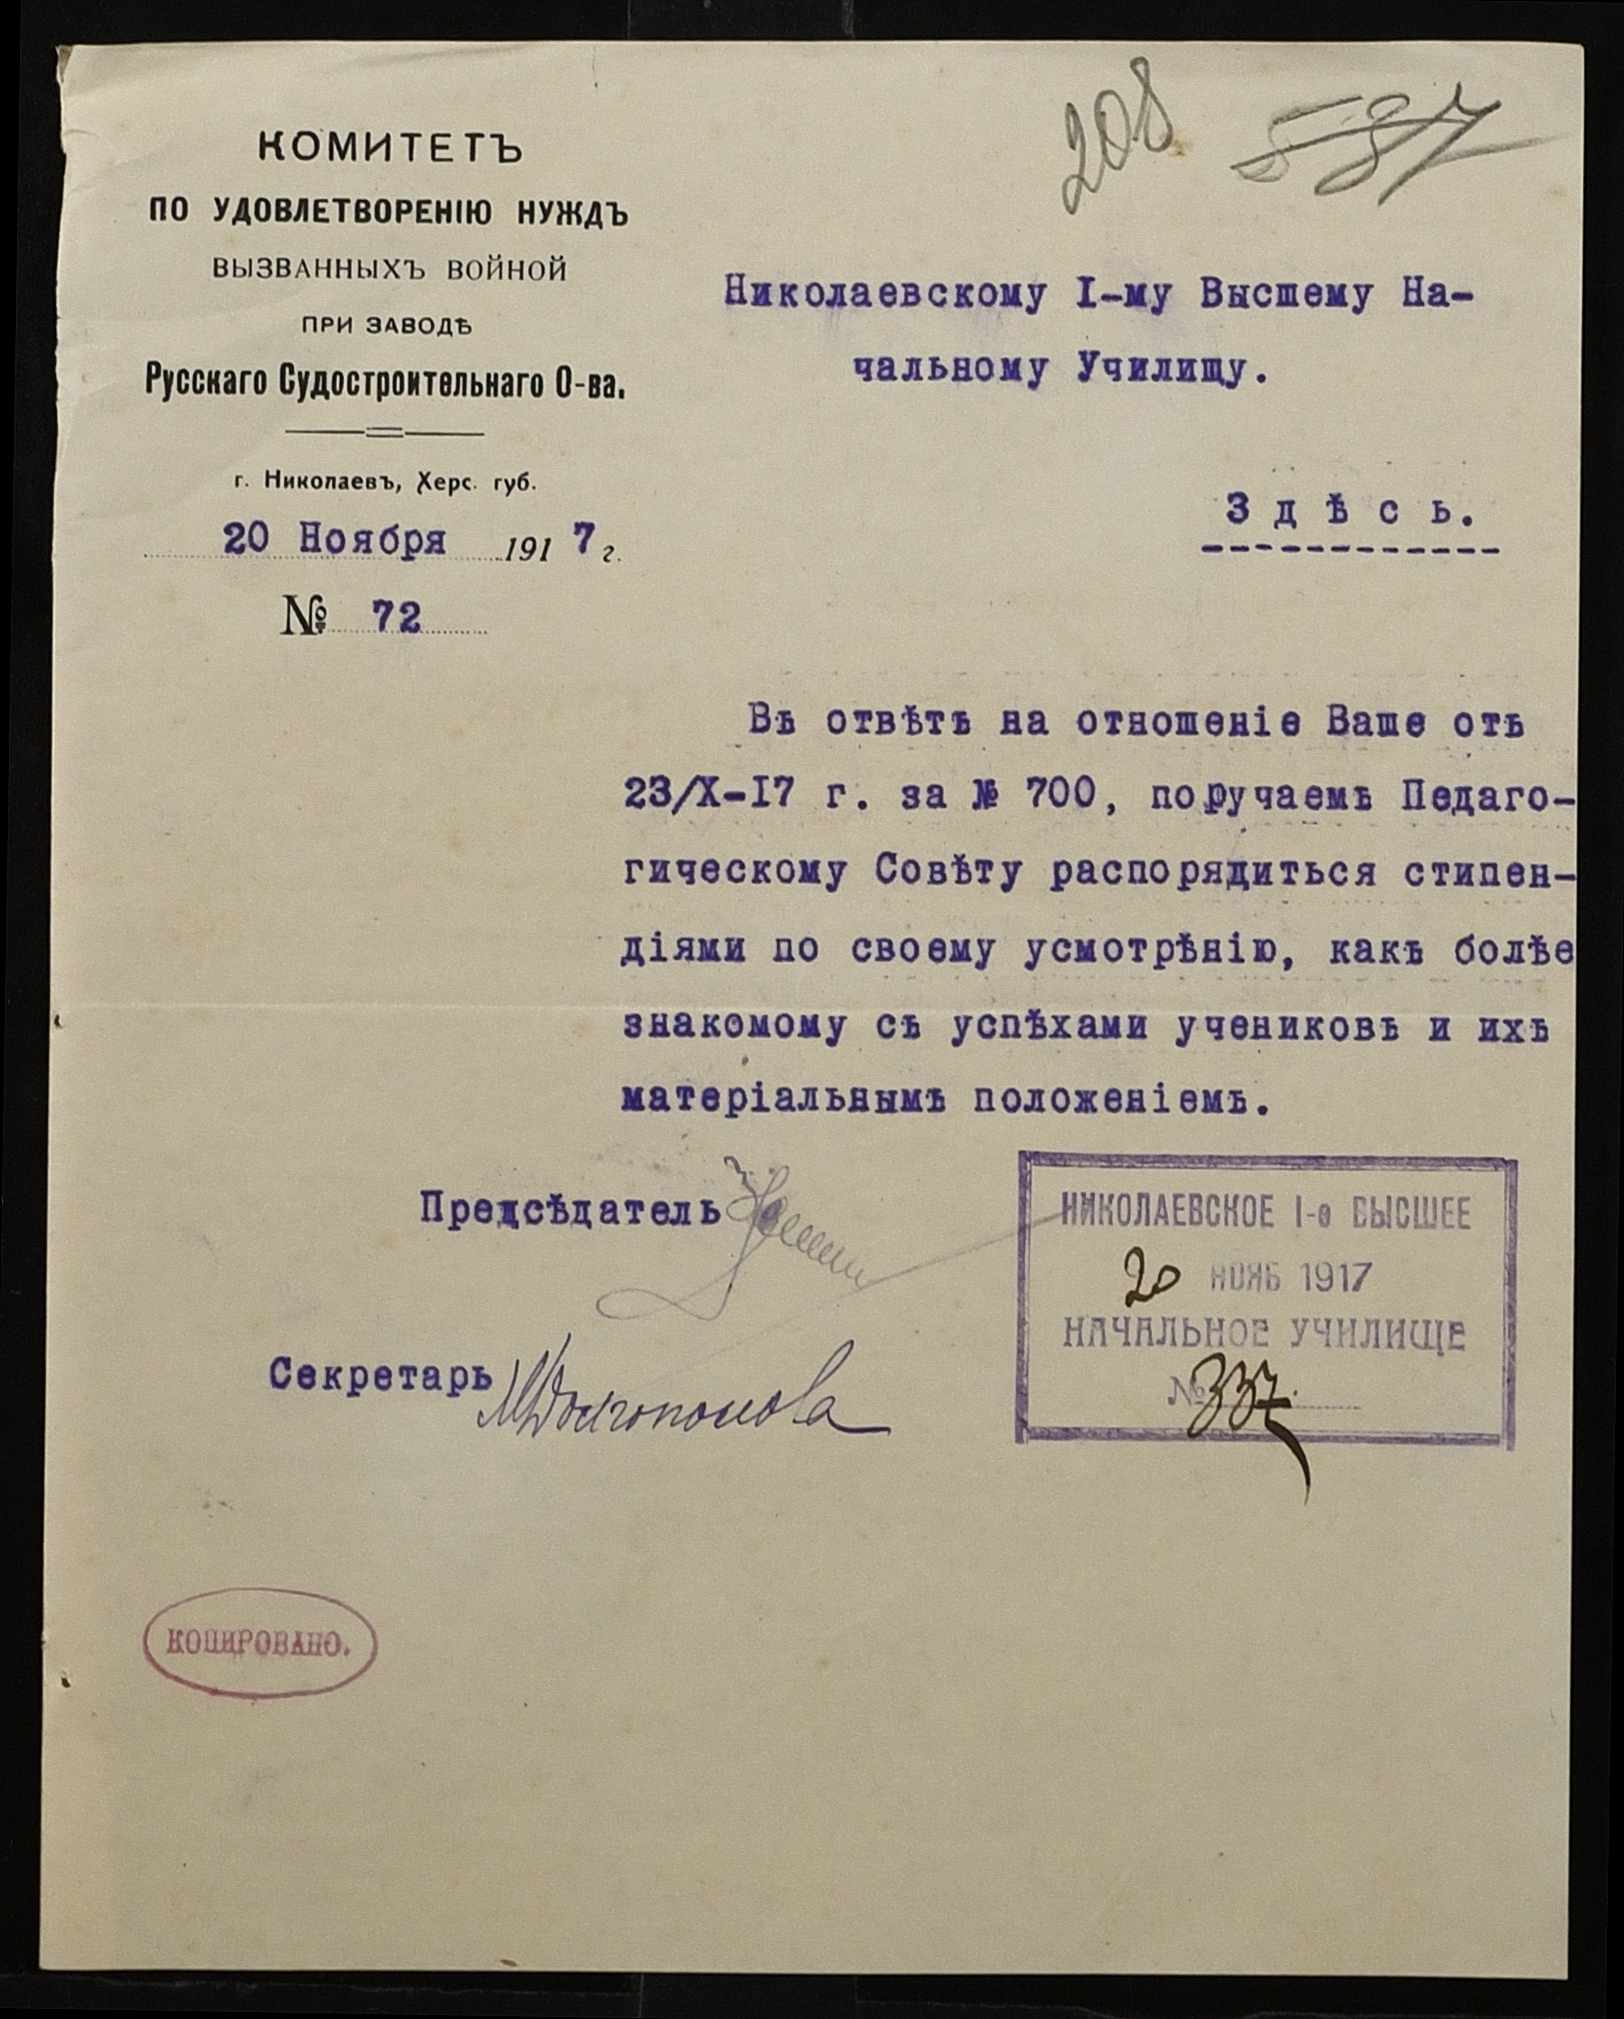 208 537
КОМИТЕТЪ
ПО УДОВЛЕТВОРЕНІЮ НУЖДЪ
ВЫЗВАННЫХЪ ВОЙНОЙ
ПРИ ЗАВОДѢ
Русскаго Судостроительнаго О-ва.
г. Николаевъ, Херс. губ.
20 Ноября 1917 г.
№ 72
Николаевскому I-му Высшему На-
чальному Училищу.
Здѣсь.
Въ отвѣтъ на отношеніе Ваше отъ
23/X-I7 г. за № 700, поручаемъ Педаго-
гическому Совѣту распорядиться стипен-
діями по своему усмотрѣнію, какъ болѣе
знакомому съ успѣхами учениковъ и ихъ
матеріальнымъ положеніемъ.
Предсѣдатель
Секретарь МДолгополова
НИКОЛАЕВСКОЕ I-е ВЫСШЕЕ
20 НОЯБ 1917
НАЧАЛЬНОЕ УЧИЛИЩЕ
№ 337.
КОПИРОВАНО.